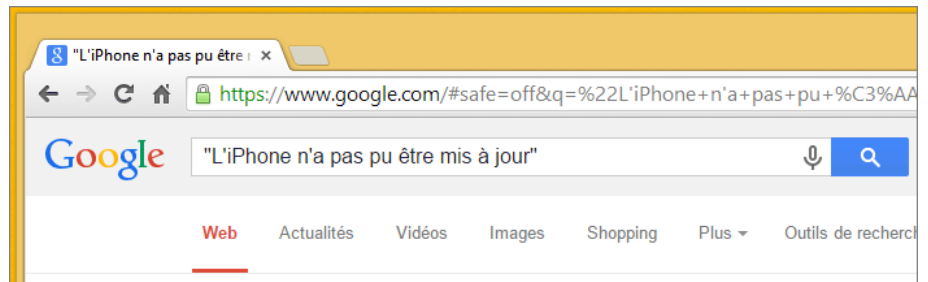 "L'iPhone n'a pas pu être
https://www.google.com/#safe=off&q=%22L'iPhone+n'a+pas+pu+%C3%AA
Google "L'iPhone n'a pas pu être mis à jour"
Web Actualités Vidéos Images Shopping Plus Outils de recherch